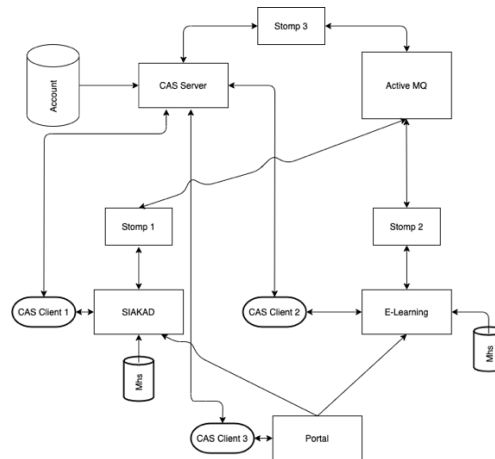 Stomp 3
Account
CAS Server
Active MQ
Stomp 1
Stomp 2
CAS Client 1
SIAKAD
CAS Client 2
E-Learning
Mhs
Mhs
CAS Client 3
Portal